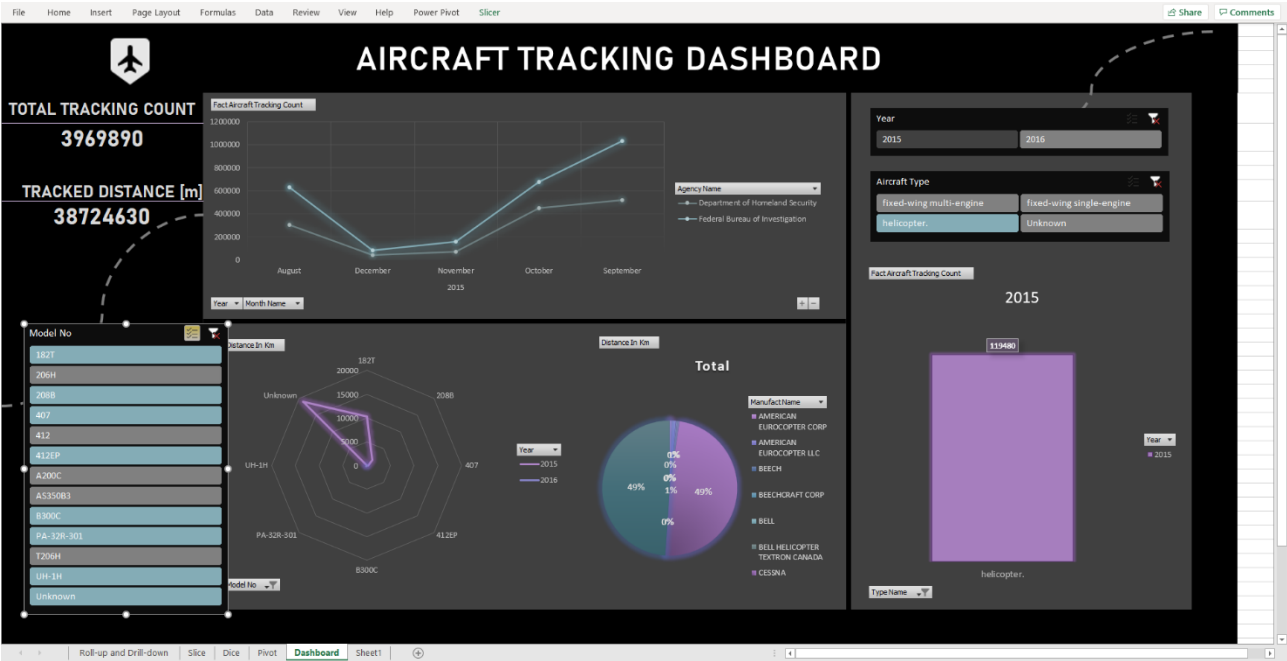 File Home Insert Page Layout Formulas Data Review View Help Power Pivot Slicer Share Comments
AIRCRAFT TRACKING DASHBOARD
TOTAL TRACKING COUNT
3969890
TRACKED DISTANCE [m]
38724630
Fact Aircraft Tracking Count
1200000
1000000
800000
600000
400000
200000
0
August December November October September
2015
Agency Name
Department of Homeland Security
Federal Bureau of Investigation
Year Month Name
+ -
Year
2015 2016
Aircraft Type
fixed-wing multi-engine fixed-wing single-engine
helicopter. Unknown
Fact Aircraft Tracking Count
2015
119480
helicopter.
Year
2015
Type Name
Model No
182T
206H
208B
407
412
412EP
A200C
AS350B3
B300C
PA-32R-301
T206H
UH-1H
Unknown
Distance In Km
182T
20000
15000
10000
5000
0
208B
407
412EP
B300C
PA-32R-301
UH-1H
Unknown
Year
2015
2016
Model No
Distance In Km
Total
0%
0%
0%
1%
49%
49%
0%
Manufact Name
AMERICAN
EUROCOPTER CORP
AMERICAN
EUROCOPTER LLC
BEECH
BEECHCRAFT CORP
BELL
BELL HELICOPTER
TEXTRON CANADA
CESSNA
Roll-up and Drill-down Slice Dice Pivot Dashboard Sheet1